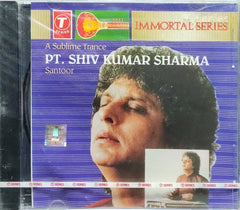 T
SERIES
IMMORTAL SERIES
A Sublime Trance
PT. SHIV KUMAR SHARMA
Santoor